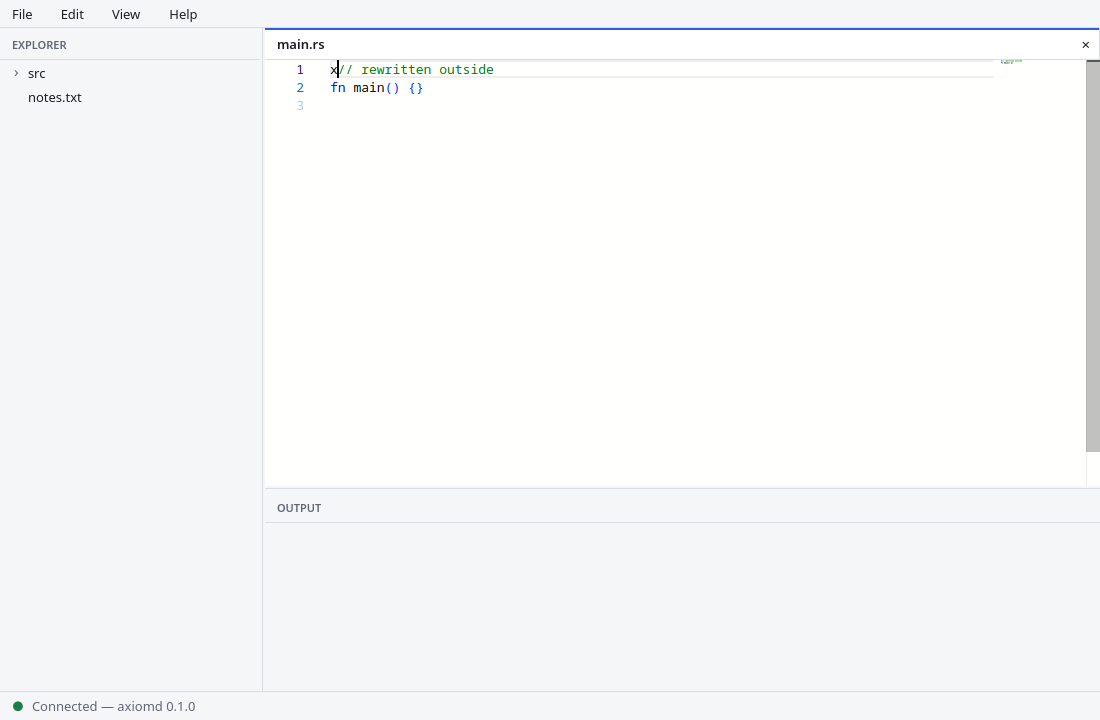 File Edit View Help
EXPLORER
› src
notes.txt
main.rs ×
1 x// rewritten outside
2 fn main() {}
3
OUTPUT
Connected — axiomd 0.1.0